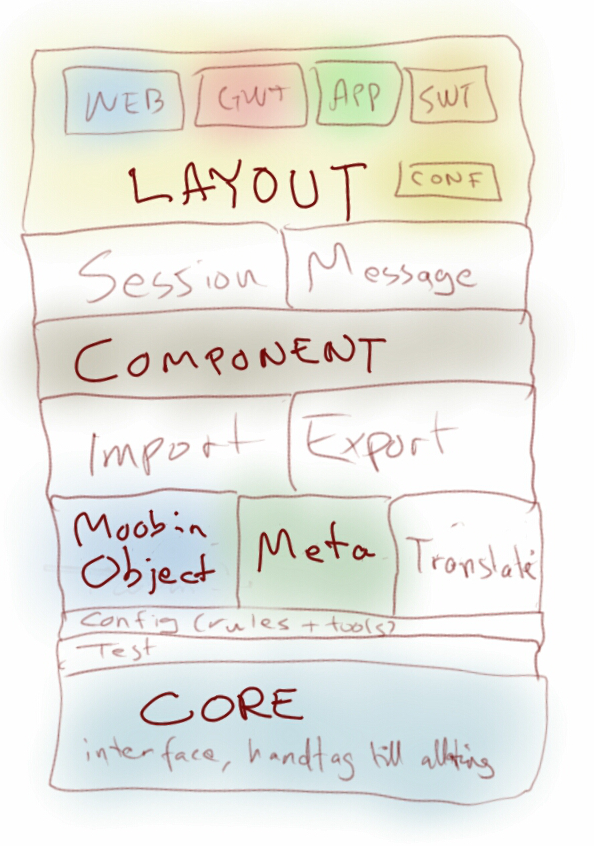 WEB GWT APP SWT
LAYOUT CONF
Session Message
COMPONENT
Import Export
Moobin Object Meta Translate
Config (rules + tools)
Test
CORE
interface, handtag till allting